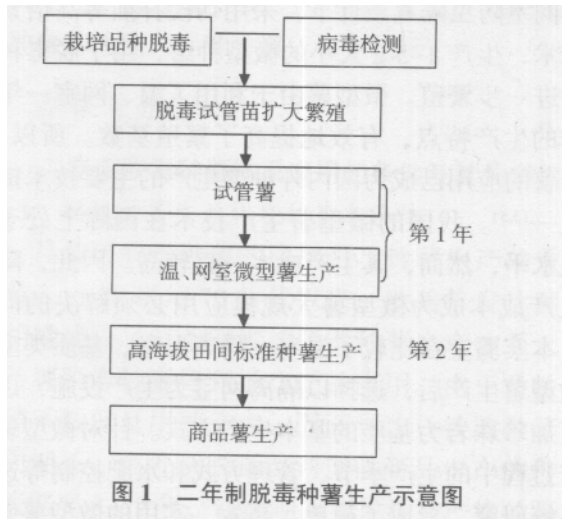 栽培品种脱毒
病毒检测
脱毒试管苗扩大繁殖
试管薯
第1年
温、网室微型薯生产
高海拔田间标准种薯生产
第2年
商品薯生产
图1 二年制脱毒种薯生产示意图